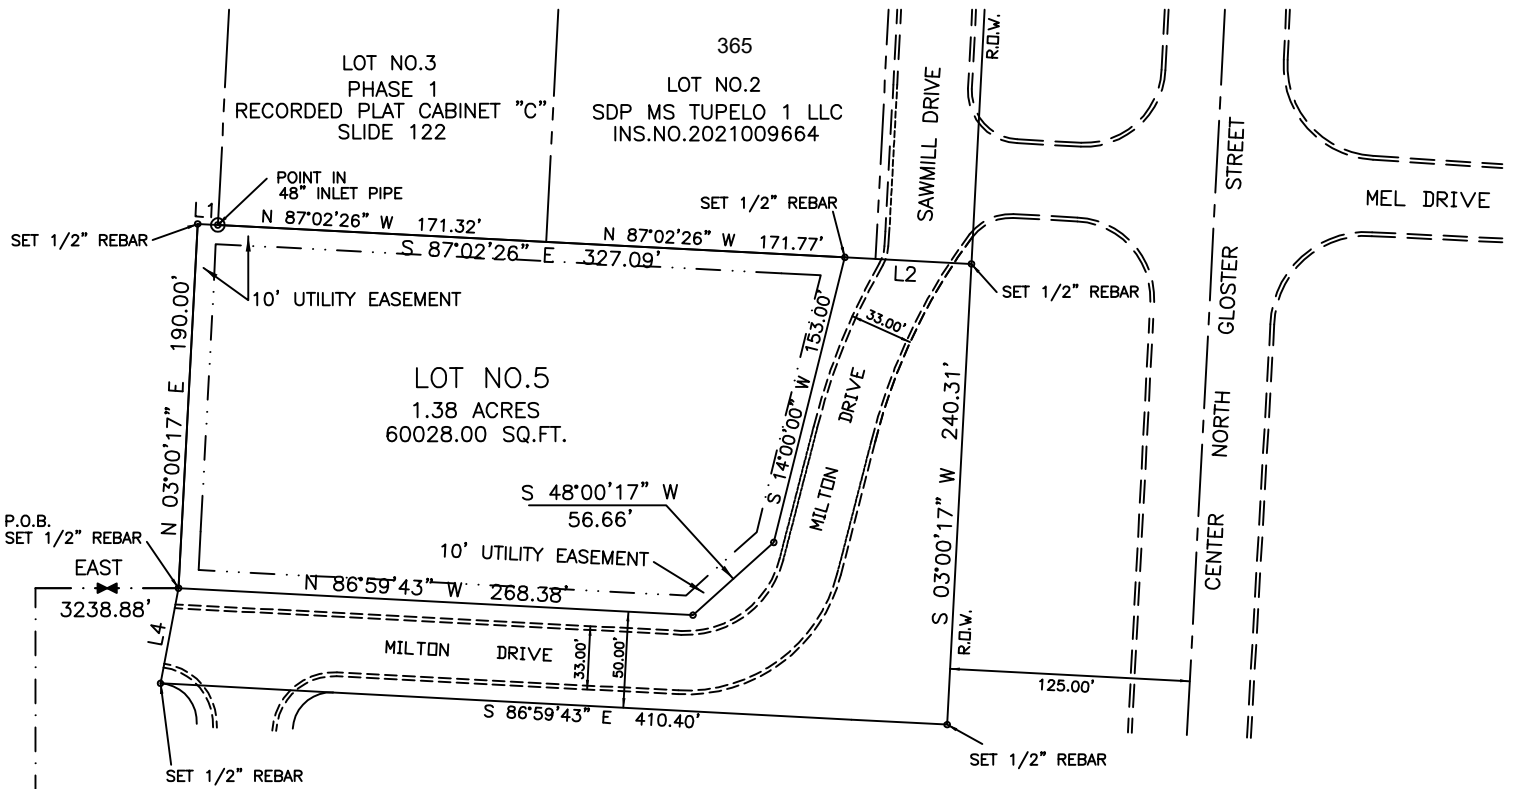 365
LOT NO.3
PHASE 1
RECORDED PLAT CABINET "C"
SLIDE 122
LOT NO.2
SDP MS TUPELO 1 LLC
INS.NO.2021009664
SAWMILL DRIVE
R.O.W.
CENTER NORTH GLOSTER STREET
MEL DRIVE
POINT IN
48" INLET PIPE
L1
SET 1/2" REBAR
N 87°02'26" W 171.32'
SET 1/2" REBAR
N 87°02'26" W 171.77'
S 87°02'26" E 327.09'
L2
SET 1/2" REBAR
10' UTILITY EASEMENT
N 03°00'17" E 190.00'
33.00'
S 14°00'00" W 153.00'
MILTON DRIVE
S 03°00'17" W 240.31'
R.O.W.
LOT NO.5
1.38 ACRES
60028.00 SQ.FT.
S 48°00'17" W
56.66'
10' UTILITY EASEMENT
P.O.B.
SET 1/2" REBAR
EAST
3238.88'
N 86°59'43" W 268.38'
L4
MILTON DRIVE
33.00'
50.00'
125.00'
S 86°59'43" E 410.40'
SET 1/2" REBAR
SET 1/2" REBAR